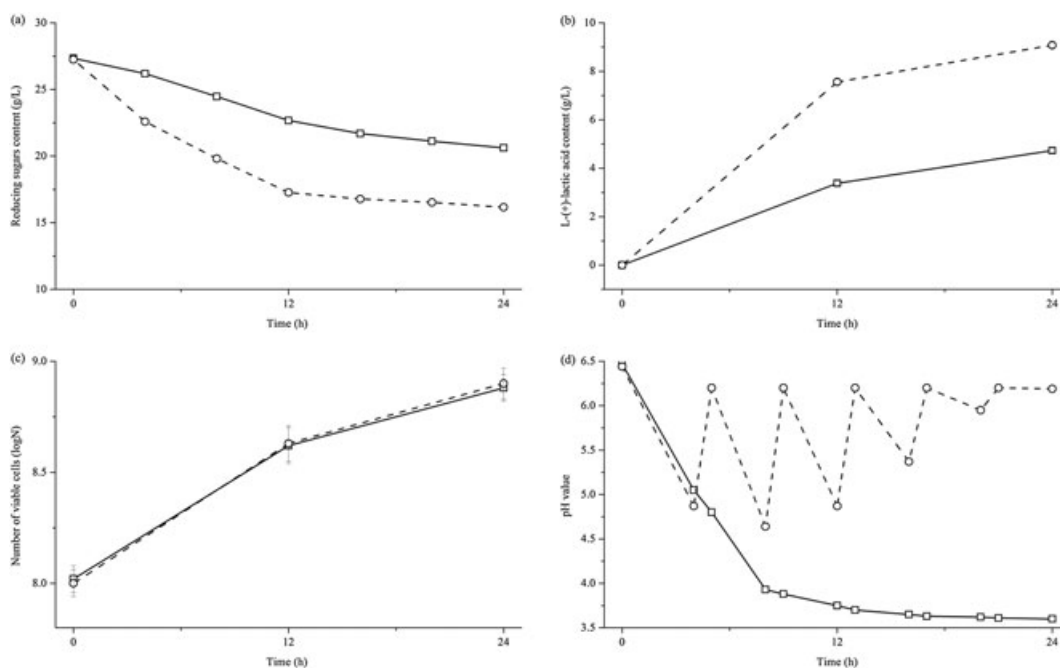 (a)
30
25
20
15
10
Reducing sugars content (g/L)
0
12
24
Time (h)
(b)
10
8
6
4
2
0
L-(+)-lactic acid content (g/L)
0
12
24
Time (h)
(c)
9.0
8.5
8.0
Number of viable cells (logN)
0
12
24
Time (h)
(d)
6.5
6.0
5.5
5.0
4.5
4.0
3.5
pH value
0
12
24
Time (h)